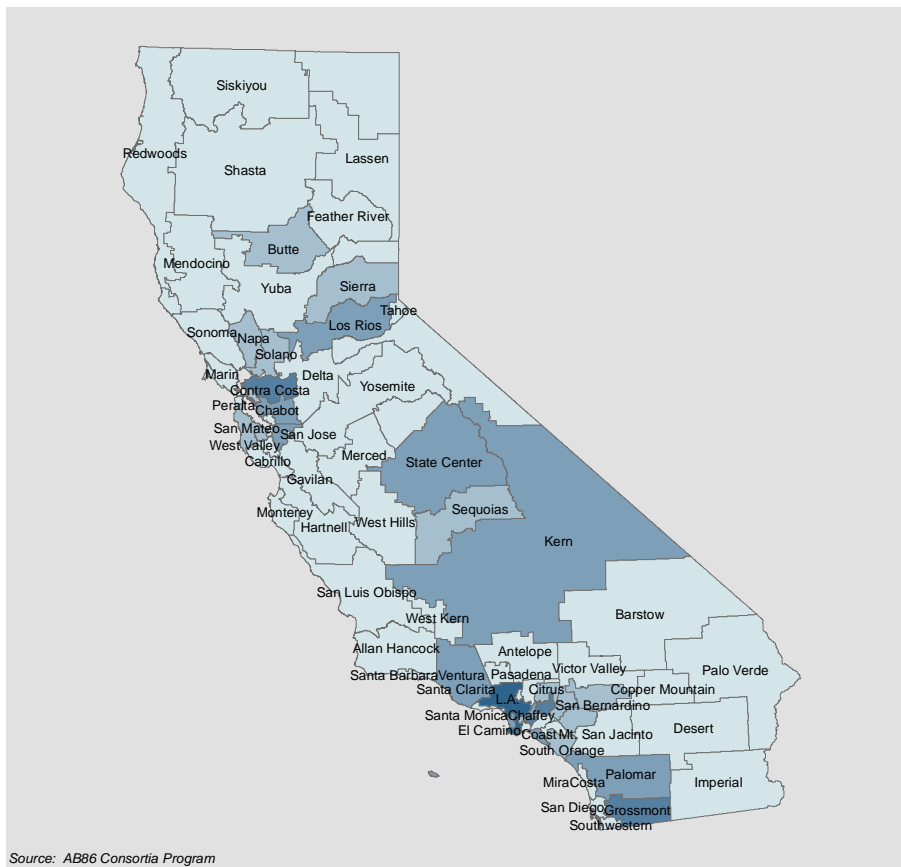 Siskiyou
Redwoods
Lassen
Shasta
Feather River
Butte
Mendocino
Yuba
Sierra
Tahoe
Los Rios
Sonoma
Napa
Solano
Marin
Delta
Yosemite
Contra Costa
Peralta
Chabot
San Mateo
San Jose
West Valley
Cabrillo
Merced
State Center
Gavilan
Monterey
Hartnell
West Hills
Sequoias
Kern
San Luis Obispo
West Kern
Barstow
Allan Hancock
Antelope
Victor Valley
Palo Verde
Santa Barbara
Ventura
Pasadena
Santa Clarita
Citrus
Copper Mountain
L.A.
San Bernardino
Santa Monica
Chaffey
El Camino
Coast
Mt. San Jacinto
Desert
South Orange
MiraCosta
Palomar
Imperial
San Diego
Grossmont
Southwestern
Source: AB86 Consortia Program